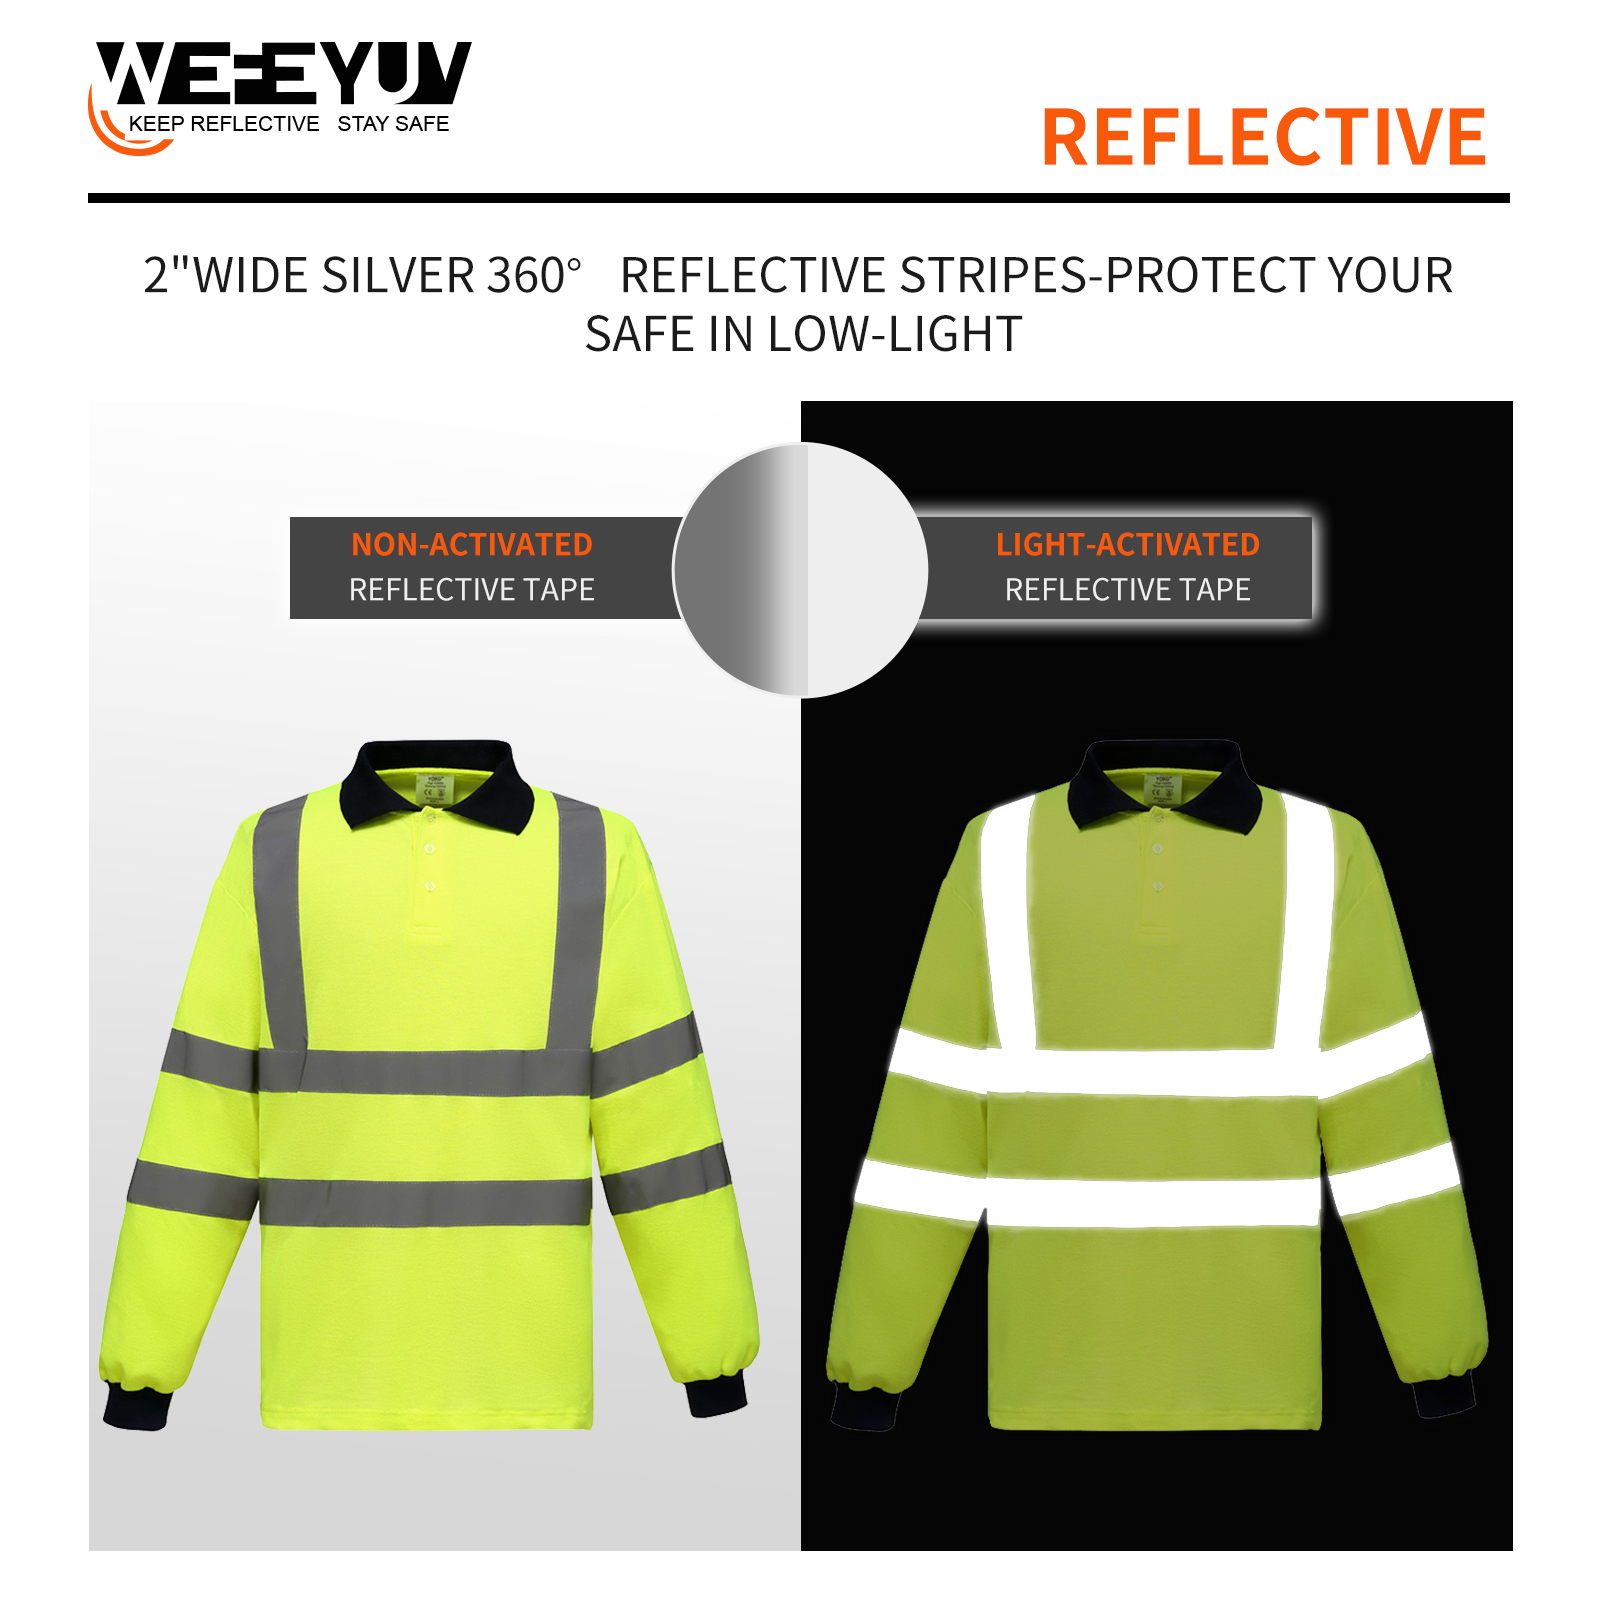 WEFEYUV
KEEP REFLECTIVE STAY SAFE
REFLECTIVE
2"WIDE SILVER 360° REFLECTIVE STRIPES-PROTECT YOUR
SAFE IN LOW-LIGHT
NON-ACTIVATED
REFLECTIVE TAPE
LIGHT-ACTIVATED
REFLECTIVE TAPE